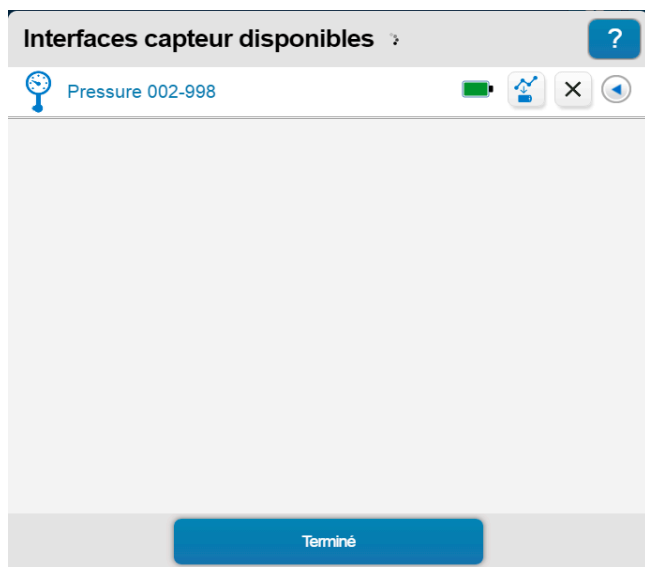 Interfaces capteur disponibles
?
Pressure 002-998
Terminé